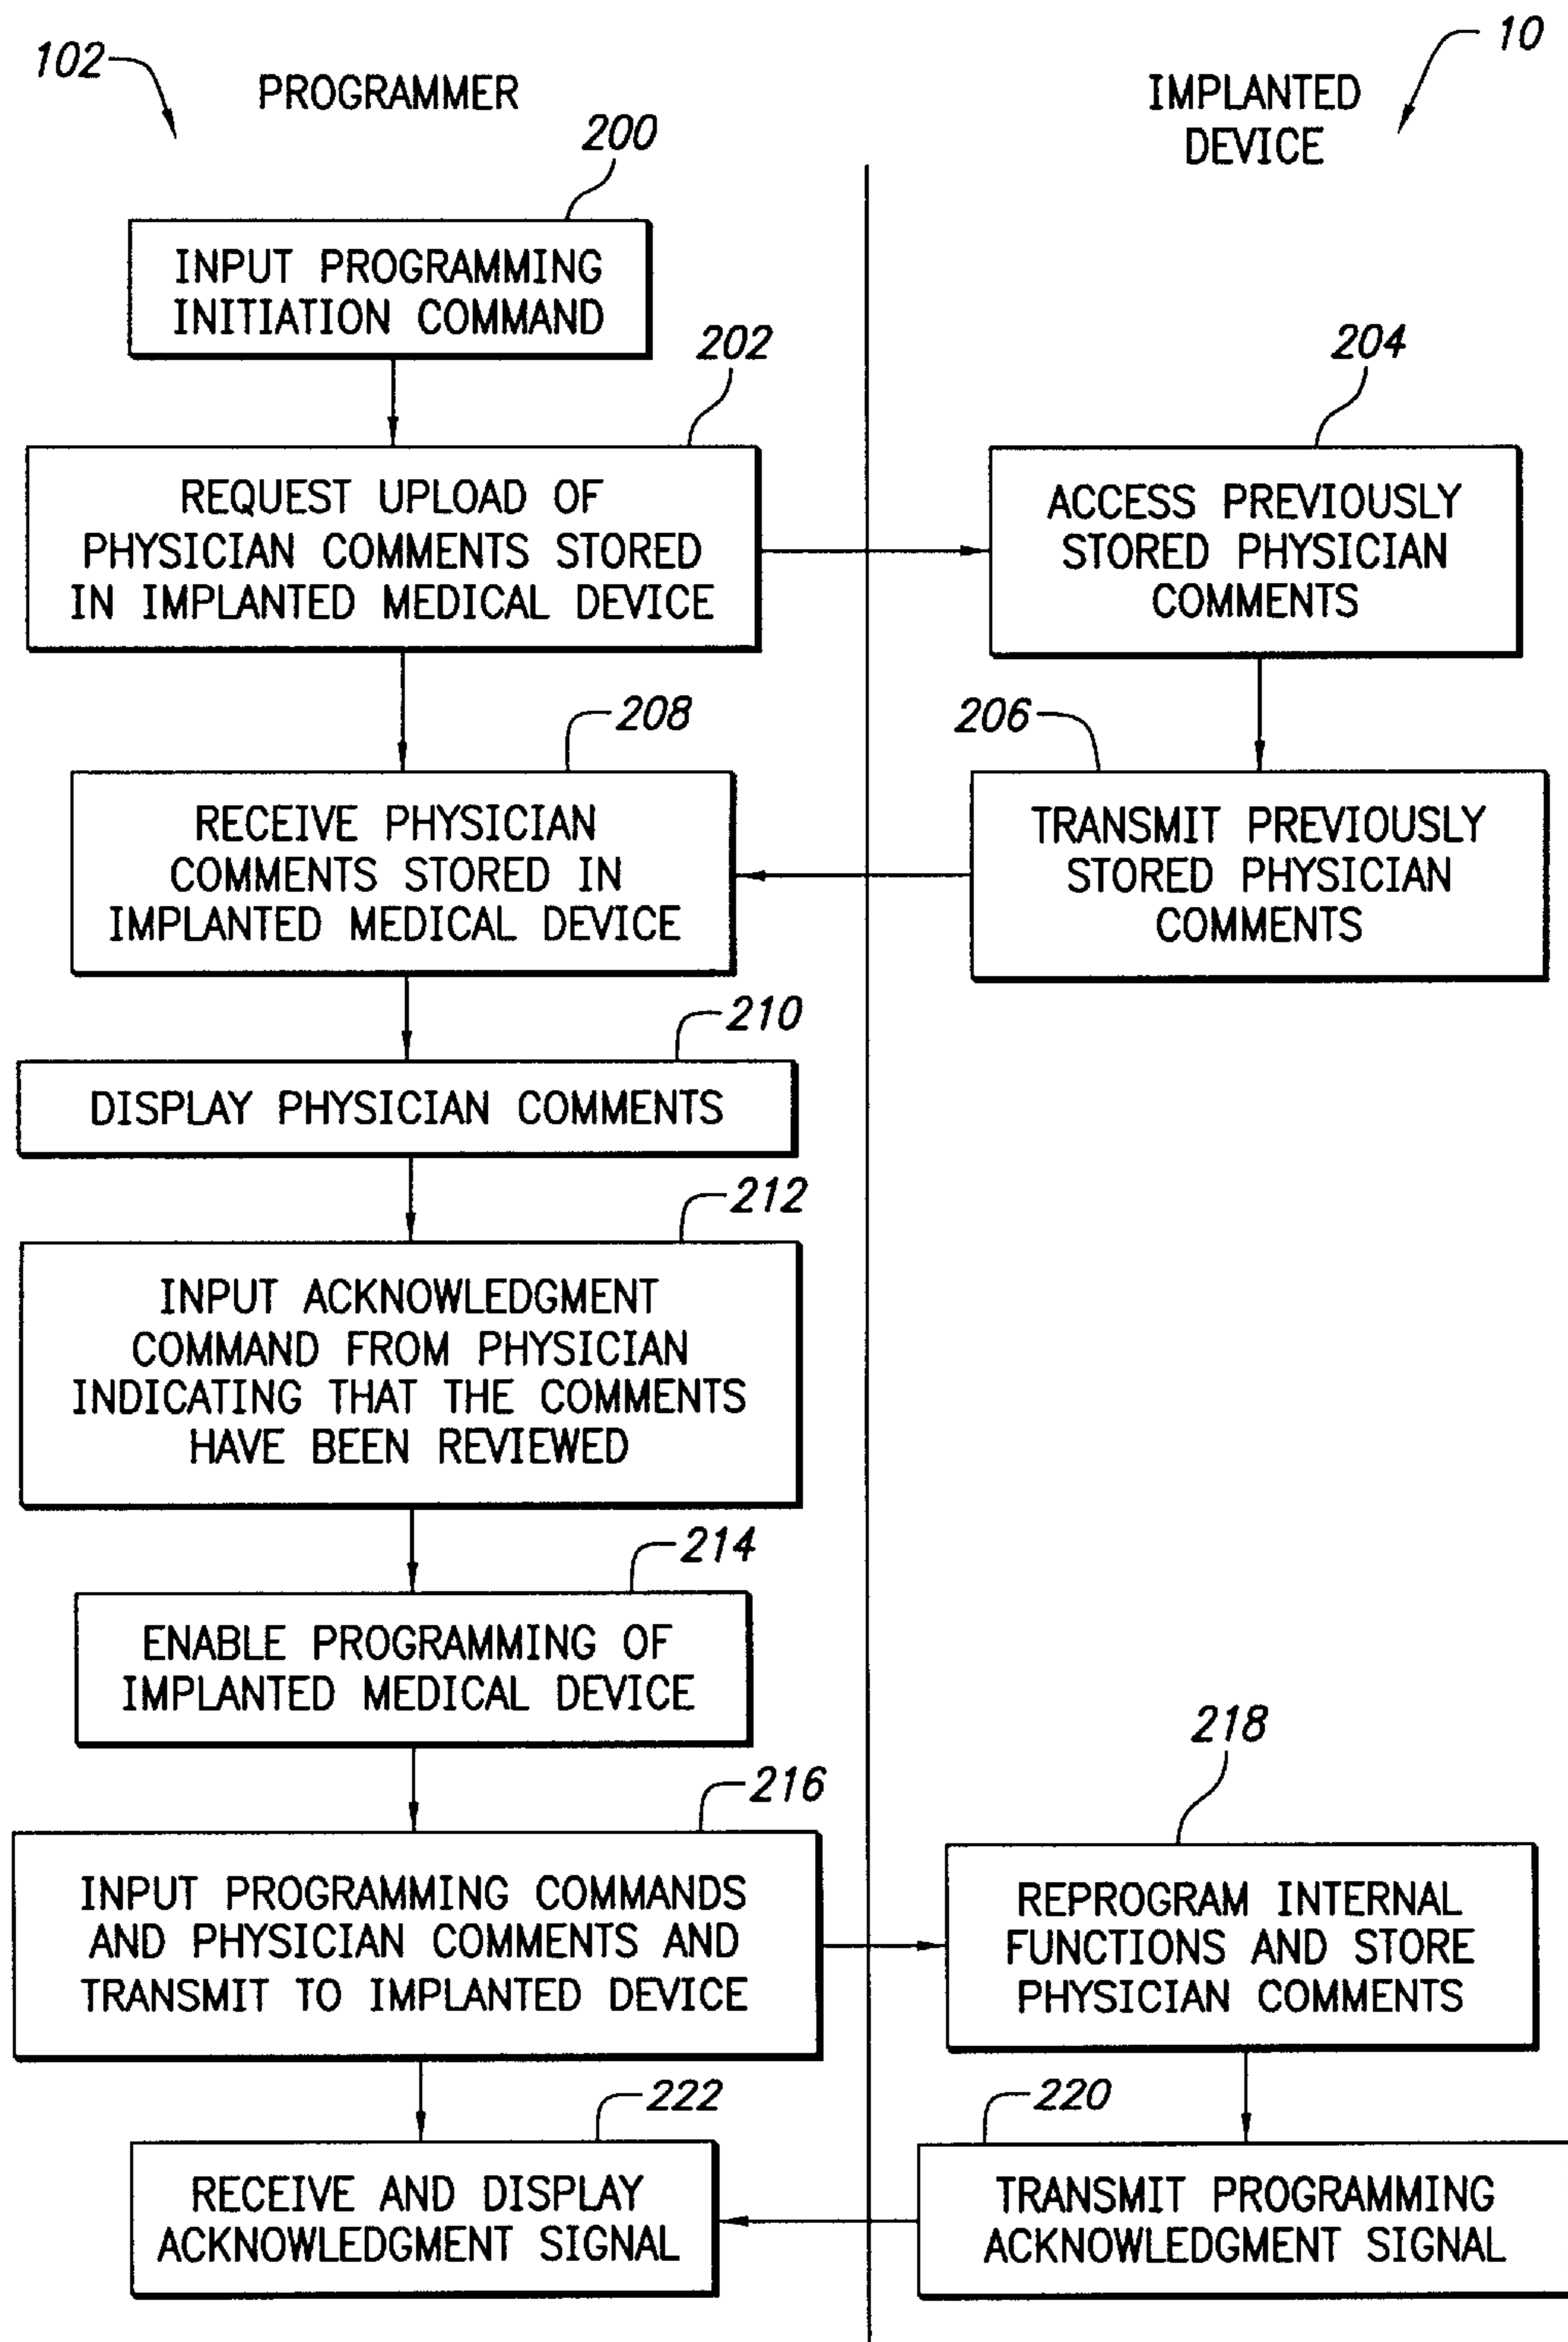 102
PROGRAMMER
10
IMPLANTED
DEVICE
200
INPUT PROGRAMMING
INITIATION COMMAND
202
REQUEST UPLOAD OF
PHYSICIAN COMMENTS STORED
IN IMPLANTED MEDICAL DEVICE
204
ACCESS PREVIOUSLY
STORED PHYSICIAN
COMMENTS
206
TRANSMIT PREVIOUSLY
STORED PHYSICIAN
COMMENTS
208
RECEIVE PHYSICIAN
COMMENTS STORED IN
IMPLANTED MEDICAL DEVICE
210
DISPLAY PHYSICIAN COMMENTS
212
INPUT ACKNOWLEDGMENT
COMMAND FROM PHYSICIAN
INDICATING THAT THE COMMENTS
HAVE BEEN REVIEWED
214
ENABLE PROGRAMMING OF
IMPLANTED MEDICAL DEVICE
216
INPUT PROGRAMMING COMMANDS
AND PHYSICIAN COMMENTS AND
TRANSMIT TO IMPLANTED DEVICE
218
REPROGRAM INTERNAL
FUNCTIONS AND STORE
PHYSICIAN COMMENTS
220
TRANSMIT PROGRAMMING
ACKNOWLEDGMENT SIGNAL
222
RECEIVE AND DISPLAY
ACKNOWLEDGMENT SIGNAL